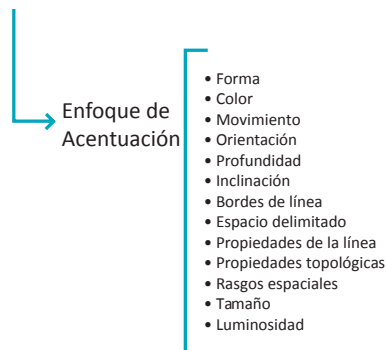 Enfoque de
Acentuación
• Forma
• Color
• Movimiento
• Orientación
• Profundidad
• Inclinación
• Bordes de línea
• Espacio delimitado
• Propiedades de la línea
• Propiedades topológicas
• Rasgos espaciales
• Tamaño
• Luminosidad